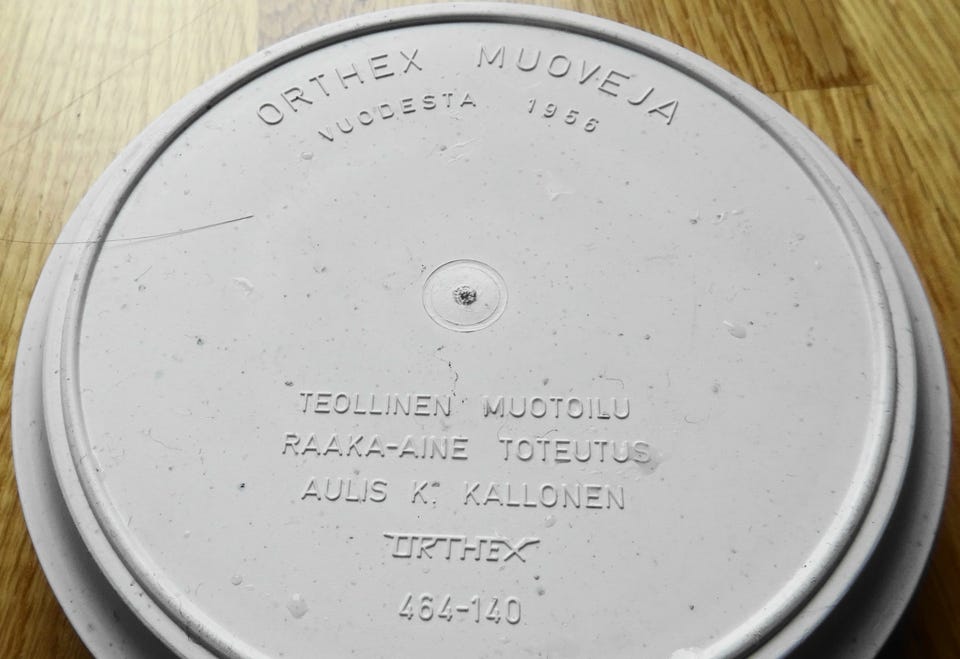 ORTHEX MUOVEJA
VUODESTA 1956
TEOLLINEN MUOTOILU
RAAKA-AINE TOTEUTUS
AULIS K. KALLONEN
ORTHEX
464-140